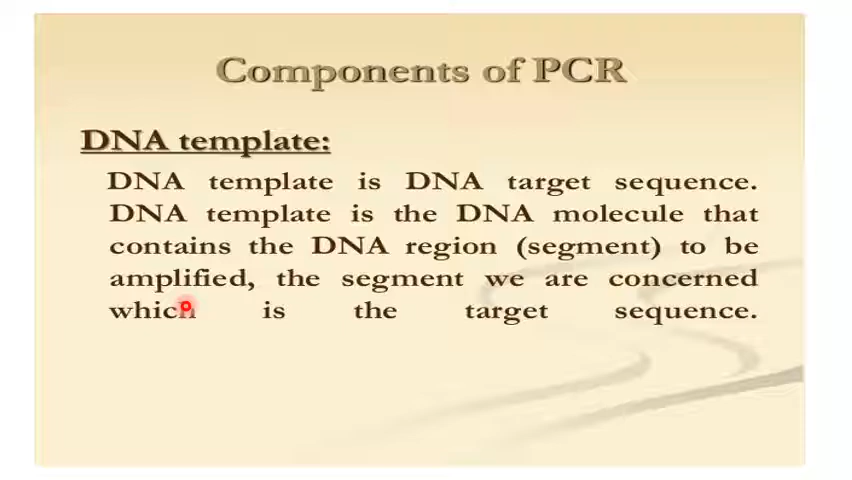 Components of PCR
DNA template:
DNA template is DNA target sequence.
DNA template is the DNA molecule that
contains the DNA region (segment) to be
amplified, the segment we are concerned
which is the target sequence.